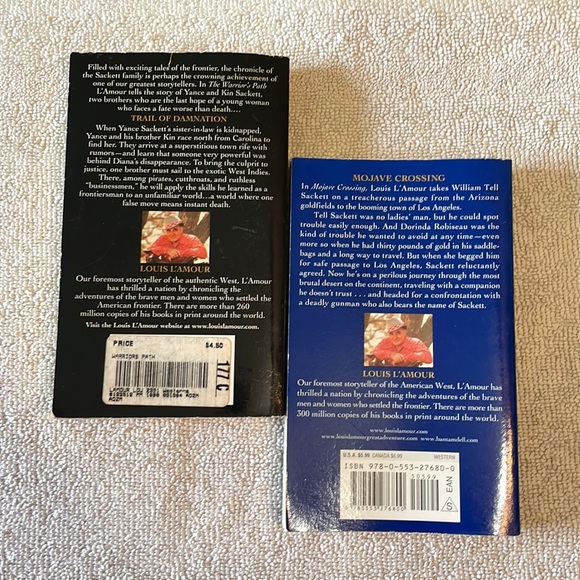 Filled with exciting tales of the frontier, the chronicle of
the Sackett family is perhaps the crowning achievement of
one of our greatest storytellers. In The Warrior's Path
L'Amour tells the story of Yance and Kin Sackett,
two brothers who are the last hope of a young woman
who faces a fate worse than death....
TRAIL OF DAMNATION
When Yance Sackett's sister-in-law is kidnapped,
Yance and his brother Kin race north from Carolina to
find her. They arrive at a superstitious town rife with
rumors—and learn that someone very powerful was
behind Diana's disappearance. To bring the culprit to
justice, one brother must sail to the exotic West Indies.
There, among pirates, cutthroats, and ruthless
"businessmen," he will apply the skills he learned as a
frontiersman to an unfamiliar world...a world where one
false move means instant death.
LOUIS L'AMOUR
Our foremost storyteller of the authentic West, L'Amour
has thrilled a nation by chronicling the
adventures of the brave men and women who settled the
American frontier. There are more than 260
million copies of his books in print around the world.
Visit the Louis L'Amour website at www.louislamour.com.
PRICE $4.50
WARRIORS PATH
177C
MOJAVE CROSSING
In Mojave Crossing, Louis L'Amour takes William Tell
Sackett on a treacherous passage from the Arizona
goldfields to the booming town of Los Angeles.
Tell Sackett was no ladies' man, but he could spot
trouble easily enough. And Dorinda Robiseau was the
kind of trouble he wanted to avoid at any time—even
more so when he had thirty pounds of gold in his saddle-
bags and a long way to travel. But when she begged him
for safe passage to Los Angeles, Sackett reluctantly
agreed. Now he's on a perilous journey through the most
brutal desert on the continent, traveling with a companion
he doesn't trust . . . and headed for a confrontation with
a deadly gunman who also bears the name of Sackett.
LOUIS L'AMOUR
Our foremost storyteller of the American West, L'Amour has
thrilled a nation by chronicling the adventures of the brave
men and women who settled the frontier. There are more than
300 million copies of his books in print around the world.
www.louislamour.com
www.louislamourgreatadventure.com www.bantamdell.com
U.S. $5.99 CANADA $8.99 WESTERN
ISBN 978-0-553-27680-0
50599
9 780553 276800
S EAN